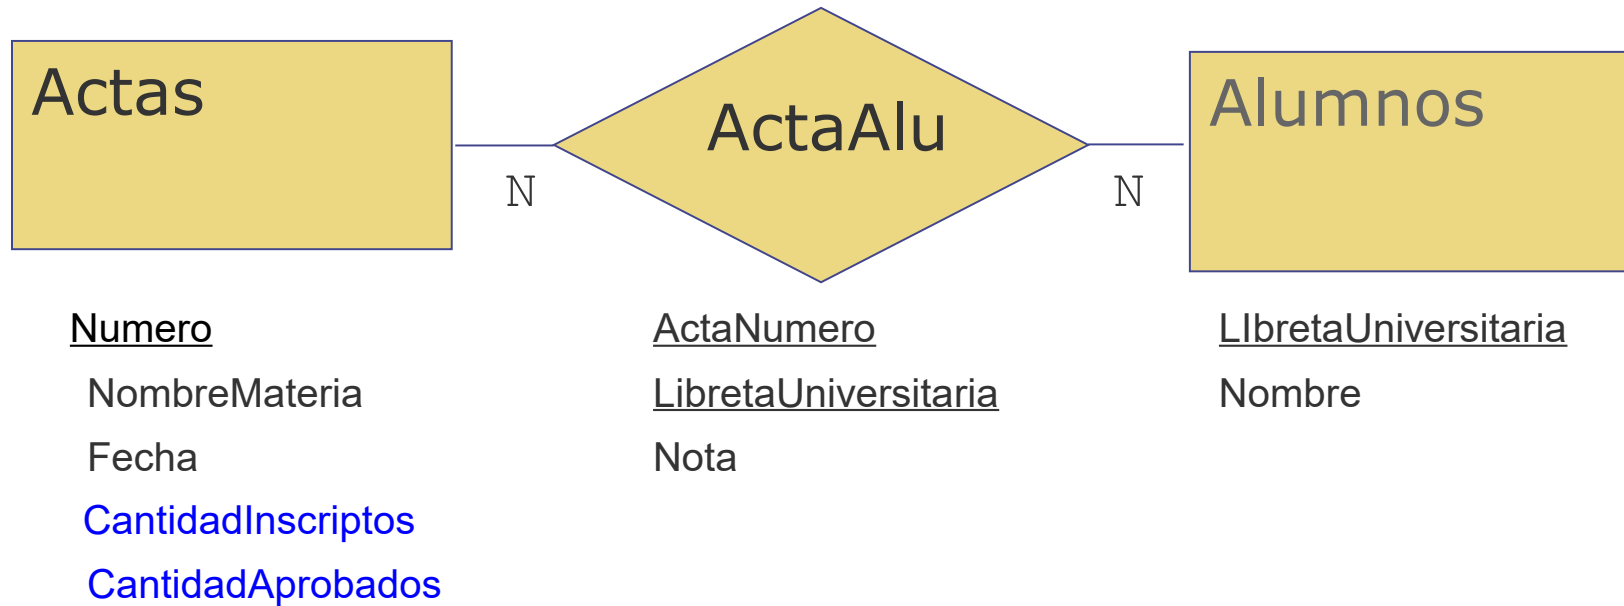 Actas
ActaAlu
Alumnos
N
N
Numero
NombreMateria
Fecha
CantidadInscriptos
CantidadAprobados
ActaNumero
LibretaUniversitaria
Nota
LIbretaUniversitaria
Nombre